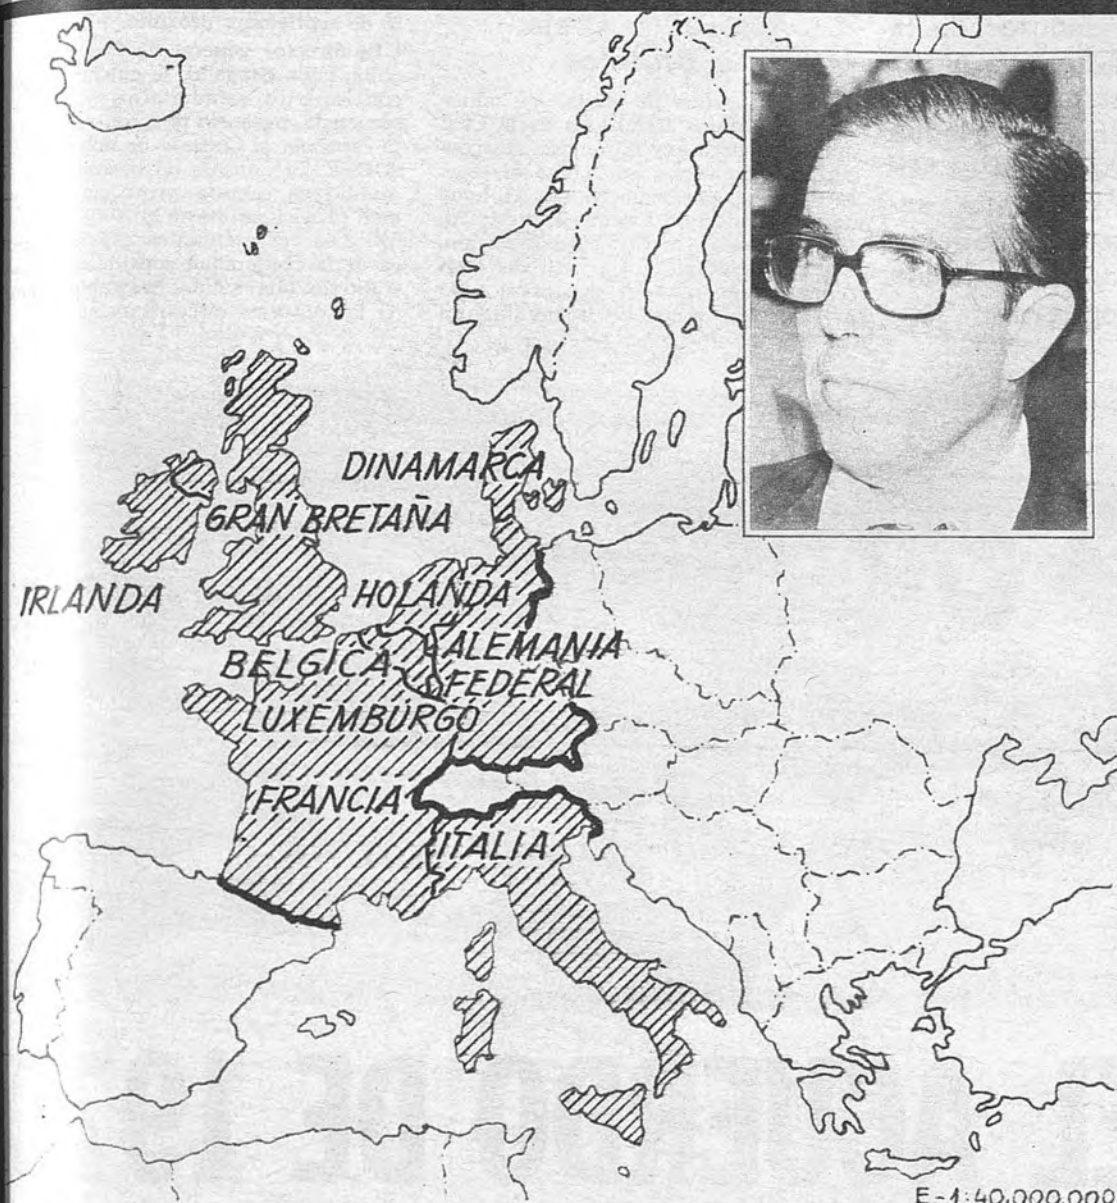 DINAMARCA
GRAN BRETAÑA
IRLANDA
HOLANDA
BELGICA
ALEMANIA
FEDERAL
LUXEMBURGO
FRANCIA
ITALIA
E-1:40.000.000